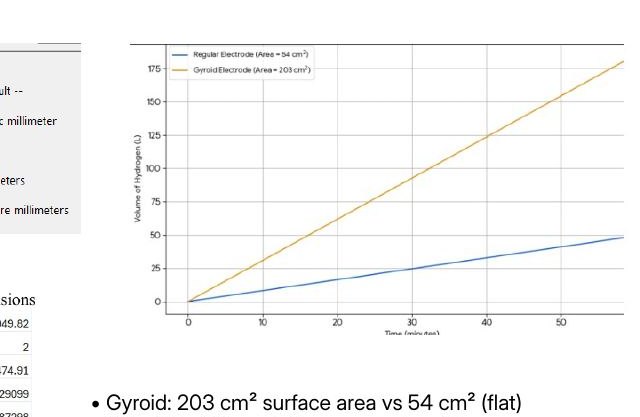 ult --
c millimeter
eters
re millimeters
sions
049.82
2
474.91
29099
Regular Electrode (Area = 54 cm²)
Gyroid Electrode (Area = 203 cm²)
Volume of Hydrogen (L)
175
150
125
100
75
50
25
0
0 10 20 30 40 50
Time (minutes)
• Gyroid: 203 cm² surface area vs 54 cm² (flat)